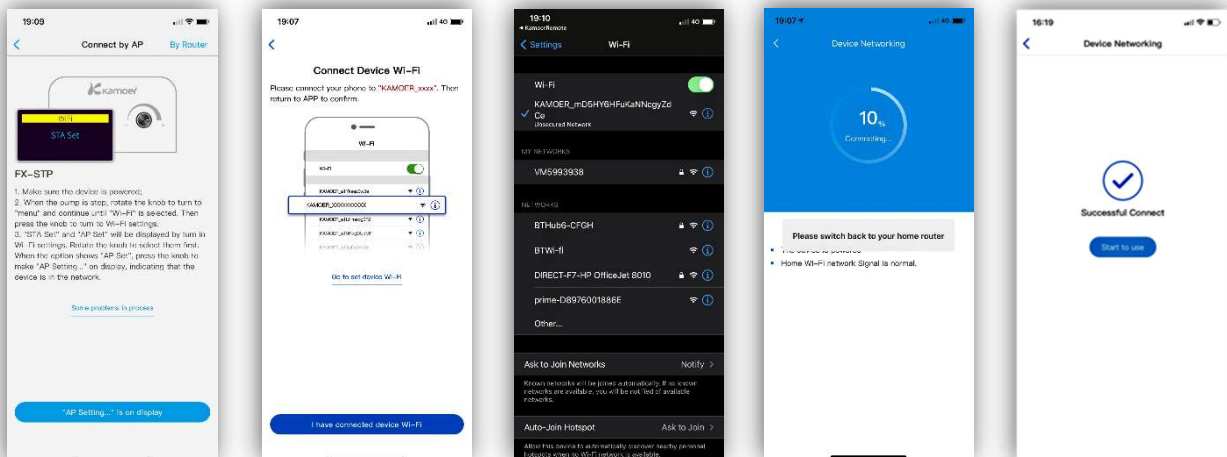 19:09
Connect by AP
By Router
Kamoer
WiFi
STA Set
FX-STP
1. Make sure the device is powered;
2. When the pump is stop, rotate the knob to turn to
"menu" and continue until "Wi-Fi" is selected. Then
press the knob to turn to Wi-Fi settings.
3. "STA Set" and "AP Set" will be displayed by turn in
Wi-Fi settings. Rotate the knob to select them first.
When the option shows "AP Set", press the knob to
make "AP Setting..." on display, indicating that the
device is in the network.
Some problems in process
"AP Setting..." is on display
19:07
4G
Connect Device Wi-Fi
Please connect your phone to "KAMOER_xxxx". Then
return to APP to confirm.
Wi-Fi
Wi-Fi
KAMOER_XXXXXXXXXX
Go to set device Wi-Fi
I have connected device Wi-Fi
19:10
KamoerRemote
4G
Settings
Wi-Fi
Wi-Fi
KAMOER_mD5HY6HFuKaNNcgyZd
Ce
Unsecured Network
MY NETWORKS
VM5993938
NETWORKS
BTHub6-CFGH
BTWi-fi
DIRECT-F7-HP OfficeJet 8010
prime-D8976001886E
Other...
Ask to Join Networks
Notify
Known networks will be joined automatically. If no known
networks are available, you will be notified of available
networks.
Auto-Join Hotspot
Ask to Join
Allow this device to automatically discover nearby personal
hotspots when no Wi-Fi network is available.
19:07
4G
Device Networking
10%
Connecting...
Please switch back to your home router
The device is powered
Home Wi-Fi network Signal is normal.
16:19
Device Networking
Successful Connect
Start to use